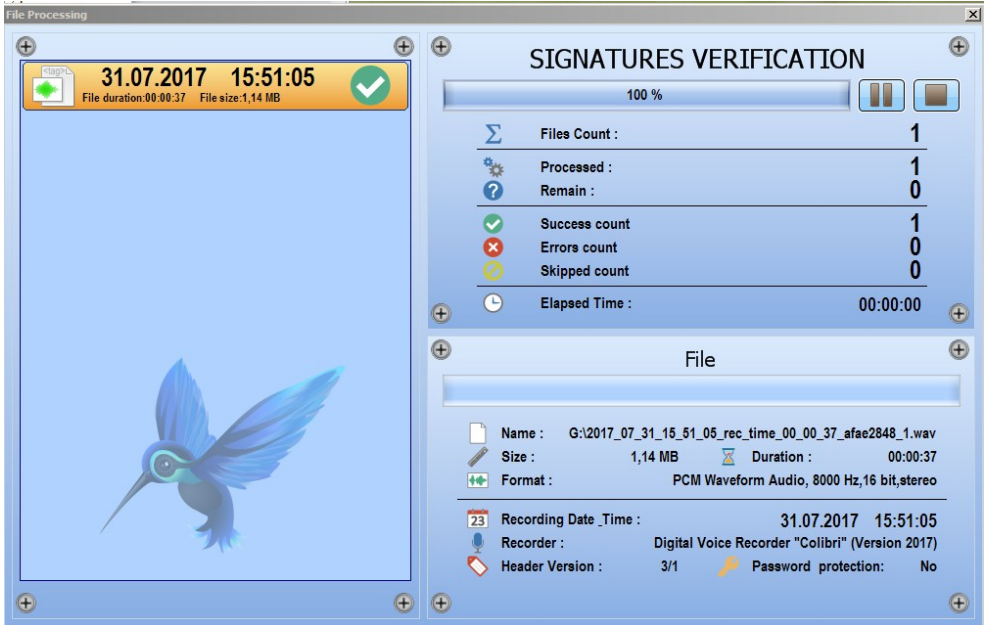 File Processing
<tag>
31.07.2017 15:51:05
File duration:00:00:37 File size:1,14 MB
SIGNATURES VERIFICATION
100 %
Files Count : 1
Processed : 1
Remain : 0
Success count 1
Errors count 0
Skipped count 0
Elapsed Time : 00:00:00
File
Name : G:\2017_07_31_15_51_05_rec_time_00_00_37_afae2848_1.wav
Size : 1,14 MB Duration : 00:00:37
Format : PCM Waveform Audio, 8000 Hz,16 bit,stereo
23 Recording Date_Time : 31.07.2017 15:51:05
Recorder : Digital Voice Recorder "Colibri" (Version 2017)
Header Version : 3/1 Password protection: No